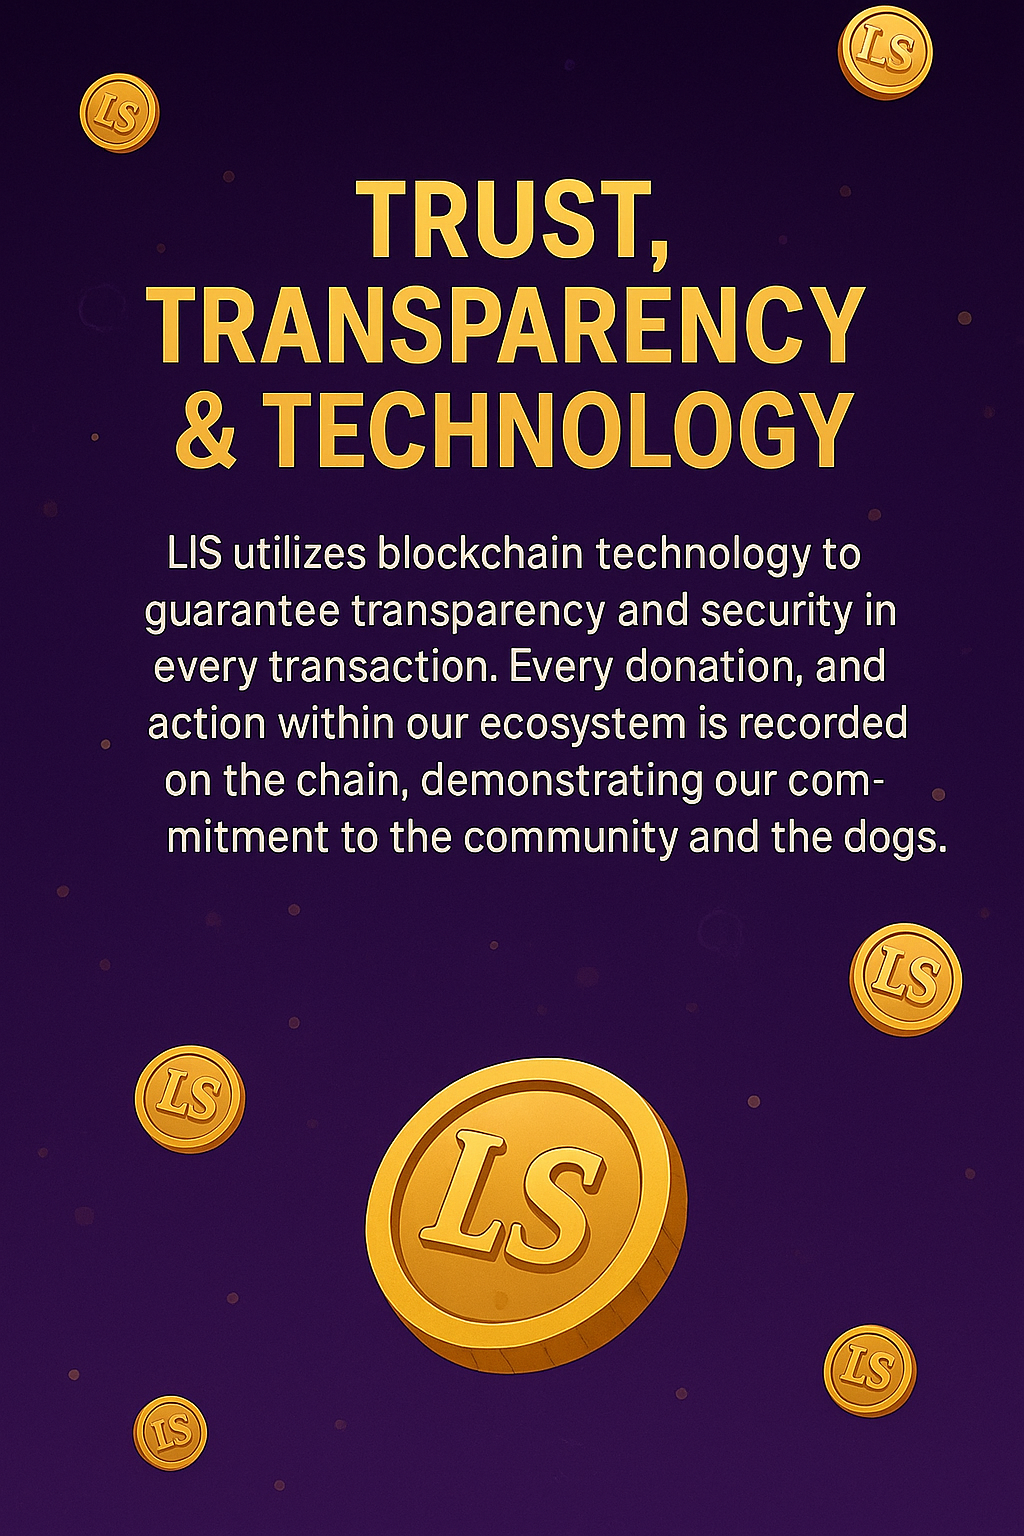 LS
LS
TRUST,
TRANSPARENCY
& TECHNOLOGY
LIS utilizes blockchain technology to
guarantee transparency and security in
every transaction. Every donation, and
action within our ecosystem is recorded
on the chain, demonstrating our com-
mitment to the community and the dogs.
LS
LS
LS
LS
LS